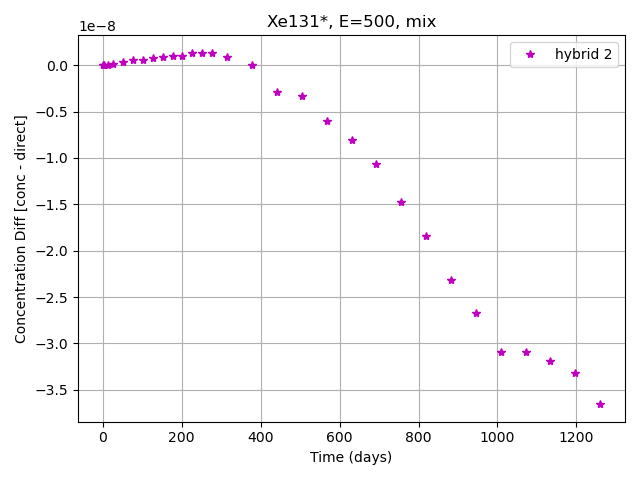 Xe131*, E=500, mix
1e−8
hybrid 2
0.0
−0.5
−1.0
−1.5
−2.0
−2.5
−3.0
−3.5
Concentration Diff [conc - direct]
0 200 400 600 800 1000 1200
Time (days)